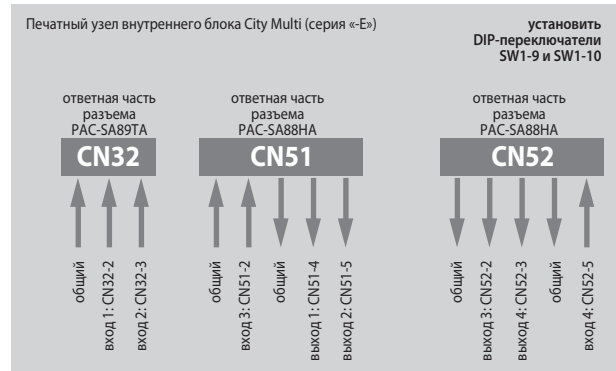 Печатный узел внутреннего блока City Multi (серия «-E»)
установить
DIP-переключатели
SW1-9 и SW1-10
ответная часть
разъема
PAC-SA89TA
CN32
общий
вход 1: CN32-2
вход 2: CN32-3
ответная часть
разъема
PAC-SA88HA
CN51
общий
вход 3: CN51-2
общий
выход 1: CN51-4
выход 2: CN51-5
ответная часть
разъема
PAC-SA88HA
CN52
общий
выход 3: CN52-2
выход 4: CN52-3
общий
вход 4: CN52-5